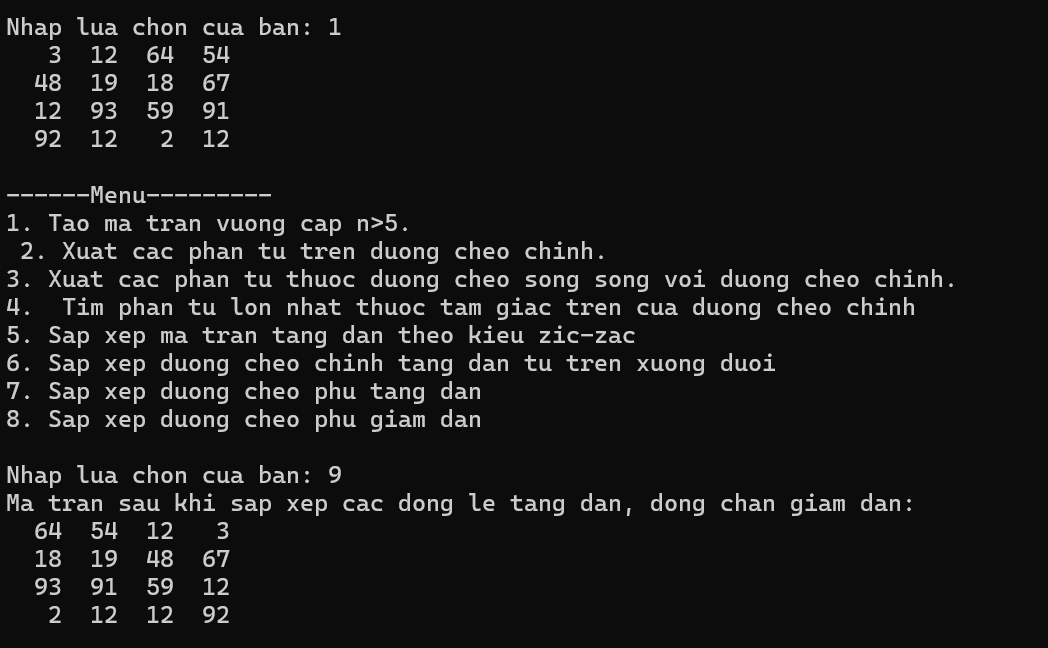 Nhap lua chon cua ban: 1
   3  12  64  54
  48  19  18  67
  12  93  59  91
  92  12   2  12
------Menu---------
1. Tao ma tran vuong cap n>5.
 2. Xuat cac phan tu tren duong cheo chinh.
3. Xuat cac phan tu thuoc duong cheo song song voi duong cheo chinh.
4.  Tim phan tu lon nhat thuoc tam giac tren cua duong cheo chinh
5. Sap xep ma tran tang dan theo kieu zic-zac
6. Sap xep duong cheo chinh tang dan tu tren xuong duoi
7. Sap xep duong cheo phu tang dan
8. Sap xep duong cheo phu giam dan
Nhap lua chon cua ban: 9
Ma tran sau khi sap xep cac dong le tang dan, dong chan giam dan:
  64  54  12   3
  18  19  48  67
  93  91  59  12
   2  12  12  92